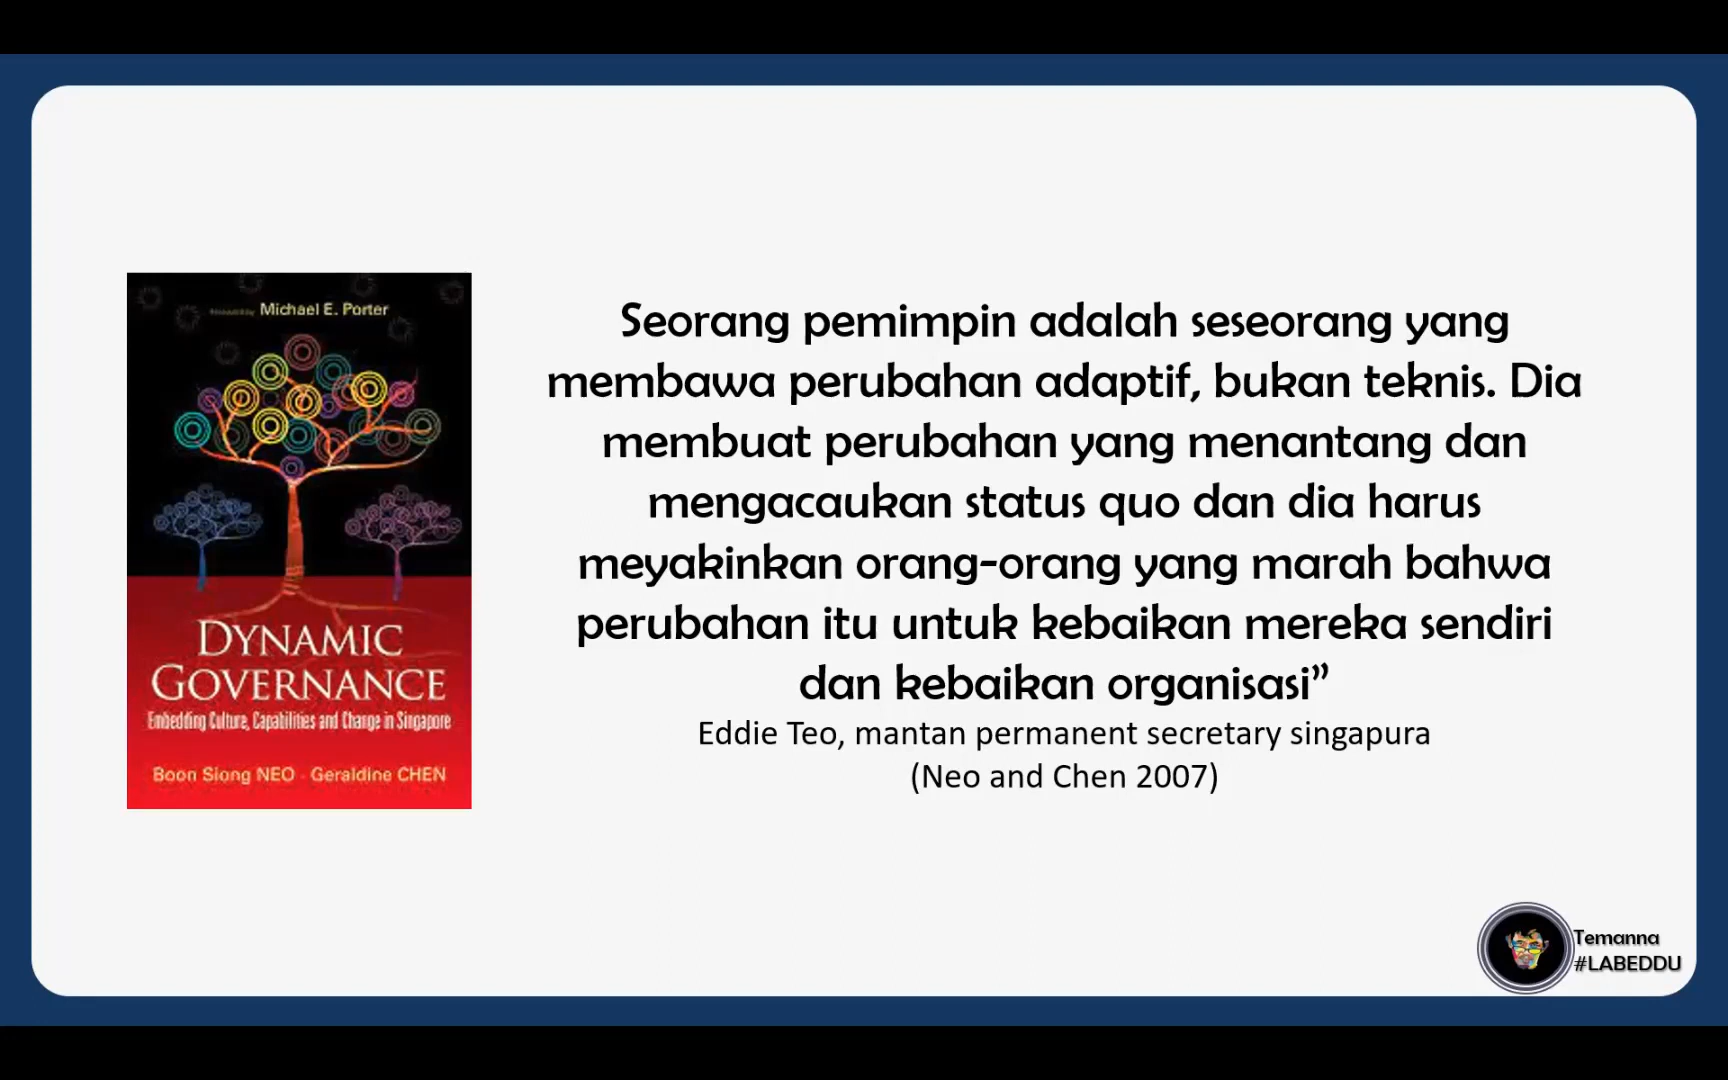 Michael E. Porter
DYNAMIC
GOVERNANCE
Embedding Culture, Capabilities and Change in Singapore
Boon Siong NEO - Geraldine CHEN
Seorang pemimpin adalah seseorang yang
membawa perubahan adaptif, bukan teknis. Dia
membuat perubahan yang menantang dan
mengacaukan status quo dan dia harus
meyakinkan orang-orang yang marah bahwa
perubahan itu untuk kebaikan mereka sendiri
dan kebaikan organisasi”
Eddie Teo, mantan permanent secretary singapura
(Neo and Chen 2007)
Temanna
#LABEDDU